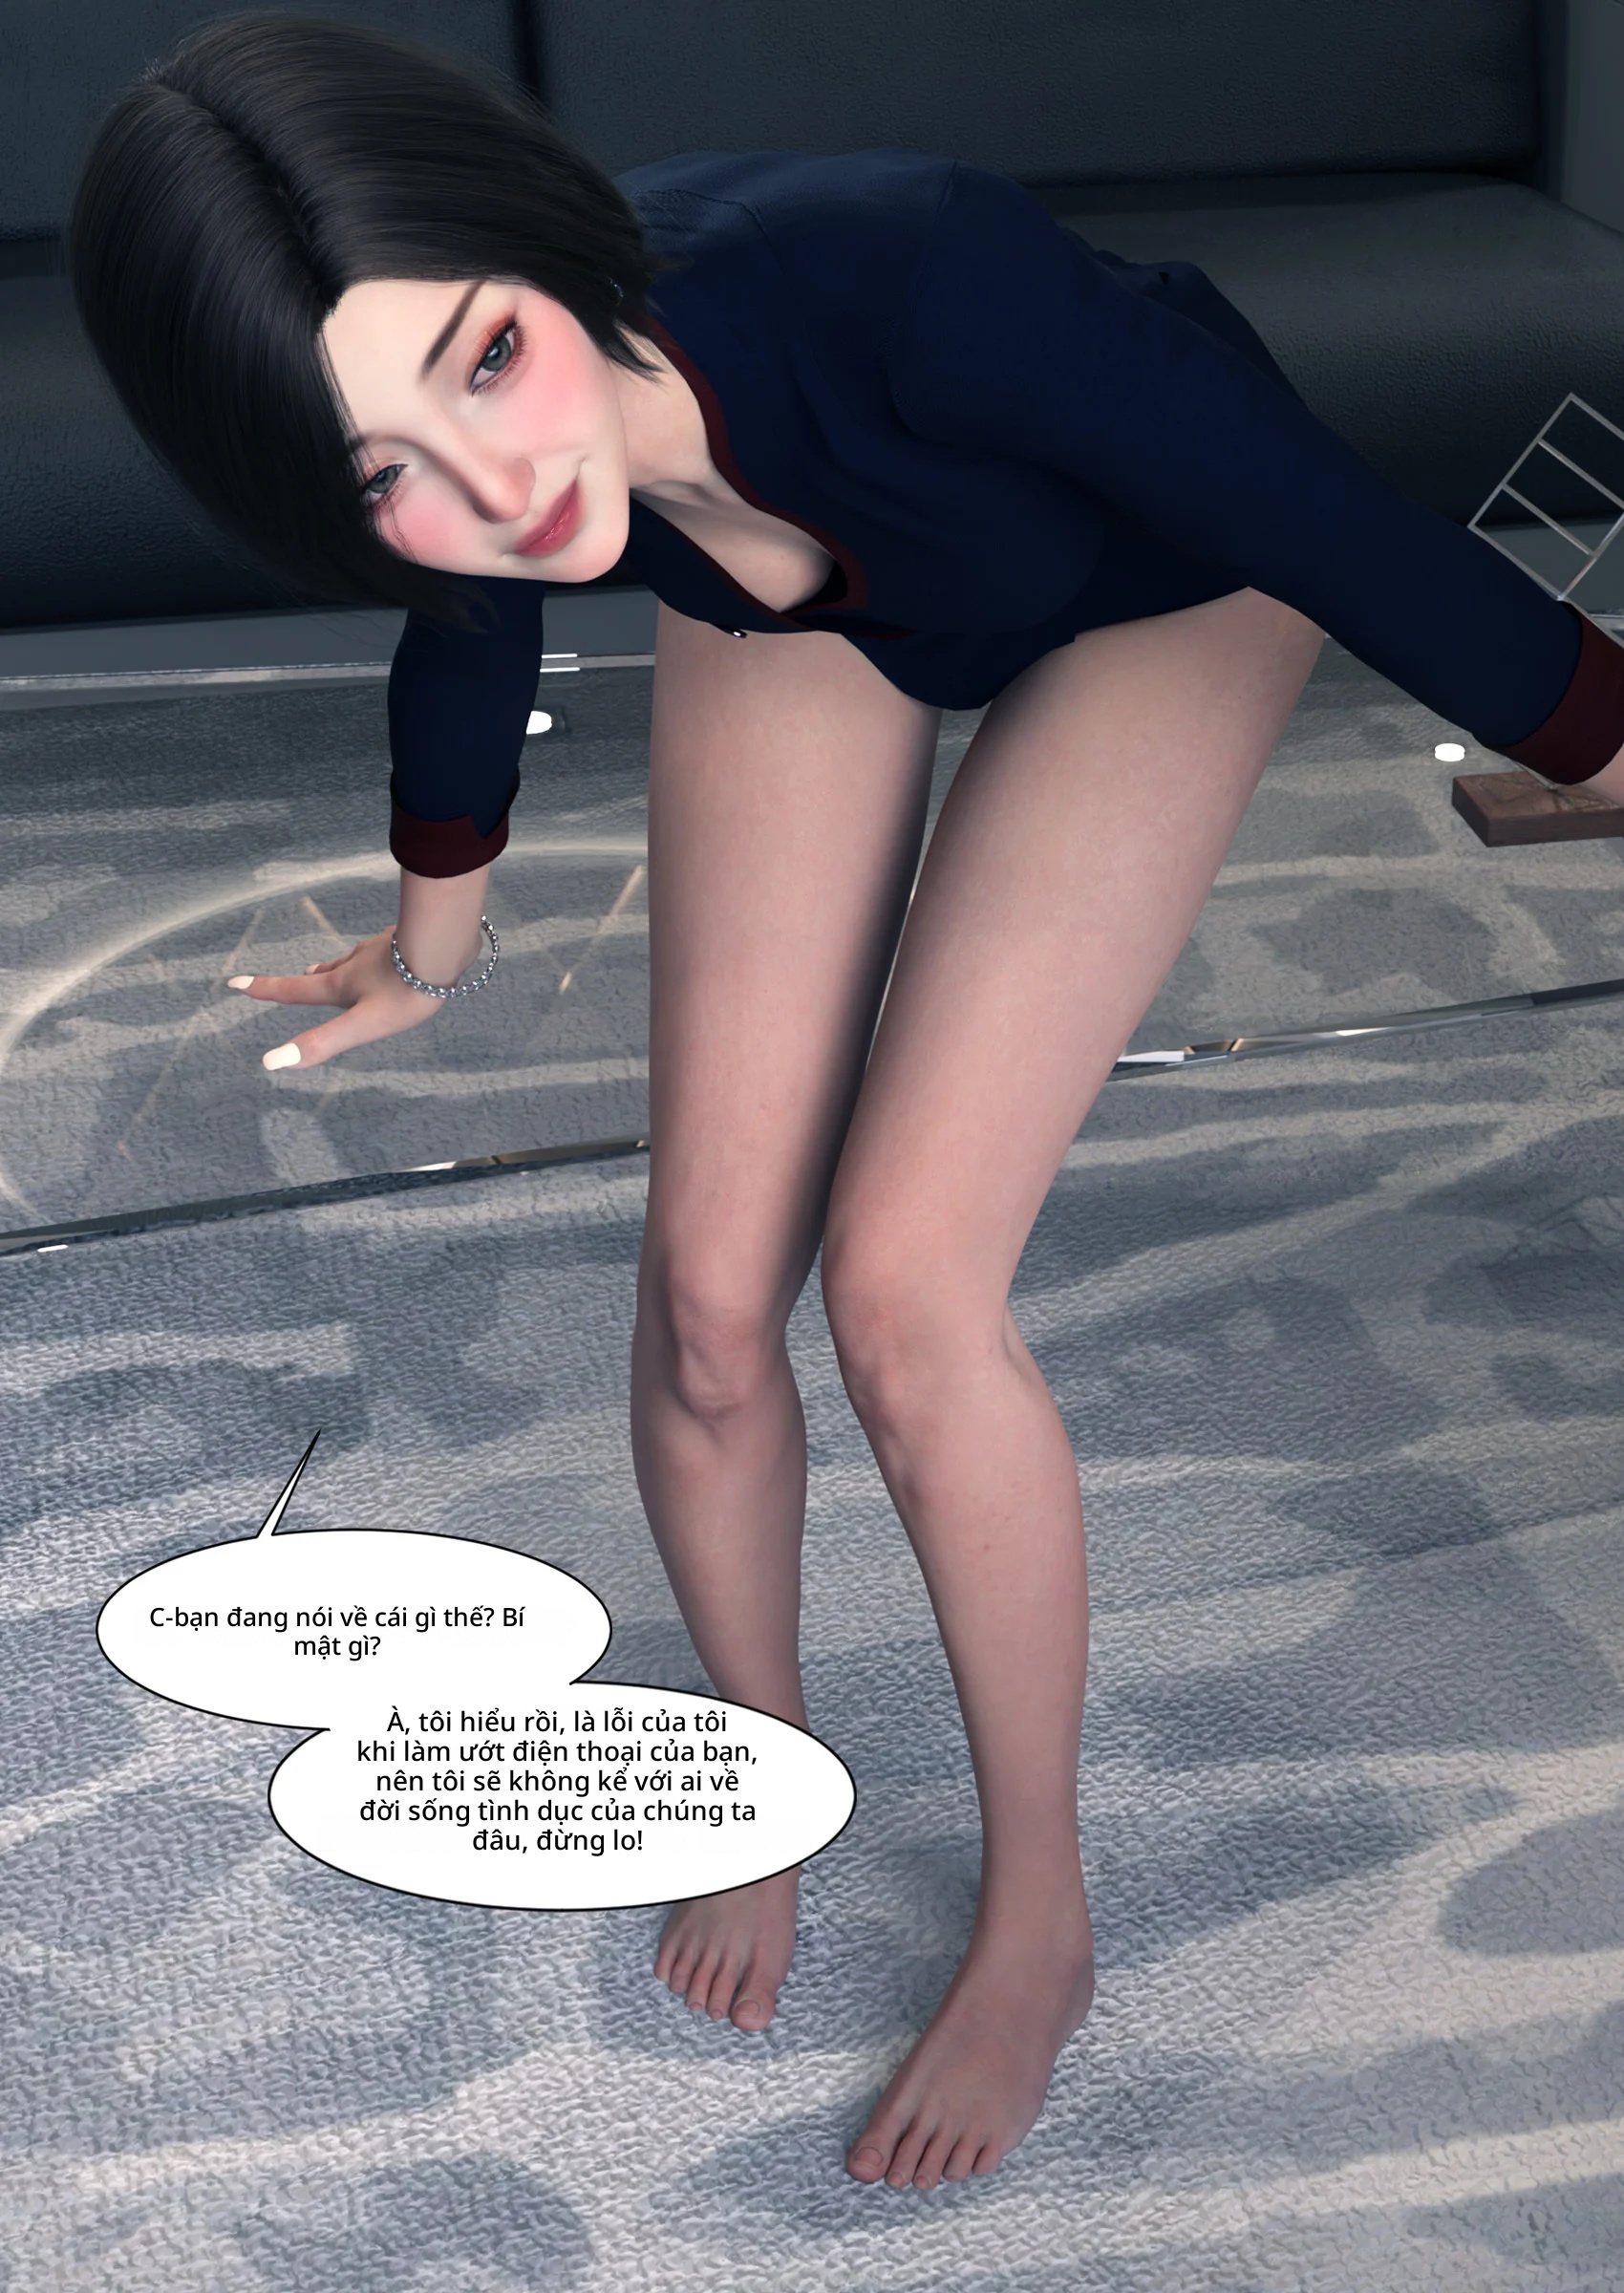 C-bạn đang nói về cái gì thế? Bí
mật gì?
À, tôi hiểu rồi, là lỗi của tôi
khi làm ướt điện thoại của bạn,
nên tôi sẽ không kể với ai về
đời sống tình dục của chúng ta
đâu, đừng lo!